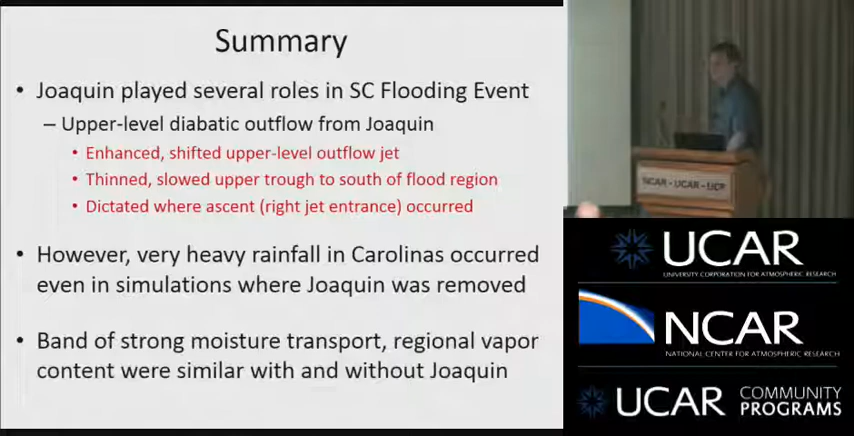 Summary
• Joaquin played several roles in SC Flooding Event
– Upper-level diabatic outflow from Joaquin
• Enhanced, shifted upper-level outflow jet
• Thinned, slowed upper trough to south of flood region
• Dictated where ascent (right jet entrance) occurred
• However, very heavy rainfall in Carolinas occurred
even in simulations where Joaquin was removed
• Band of strong moisture transport, regional vapor
content were similar with and without Joaquin
NCAR - UCAR - UCP
UCAR
UNIVERSITY CORPORATION FOR ATMOSPHERIC RESEARCH
NCAR
NATIONAL CENTER FOR ATMOSPHERIC RESEARCH
UCAR COMMUNITY
PROGRAMS